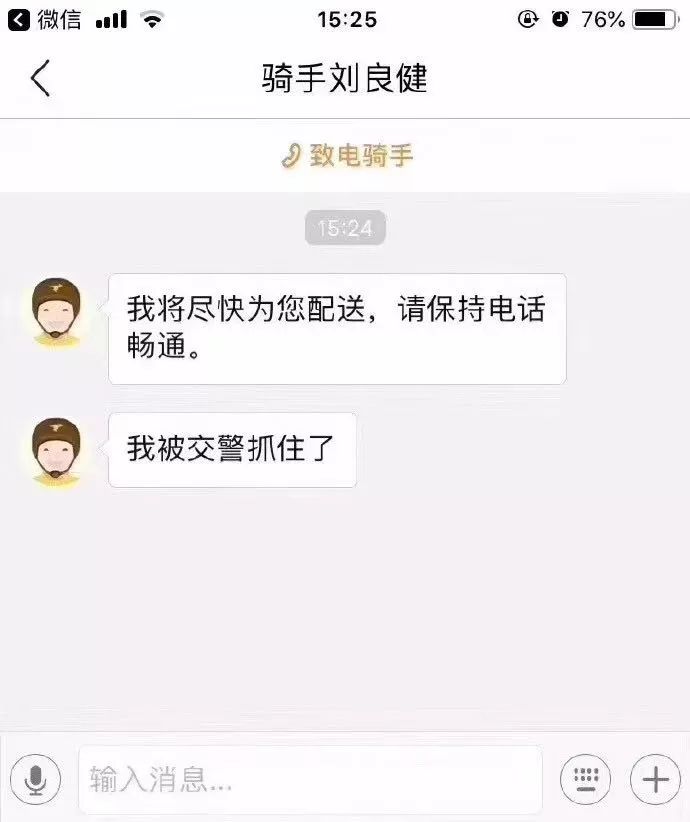 微信
15:25
76%
骑手刘良健
致电骑手
15:24
我将尽快为您配送，请保持电话
畅通。
我被交警抓住了
输入消息...